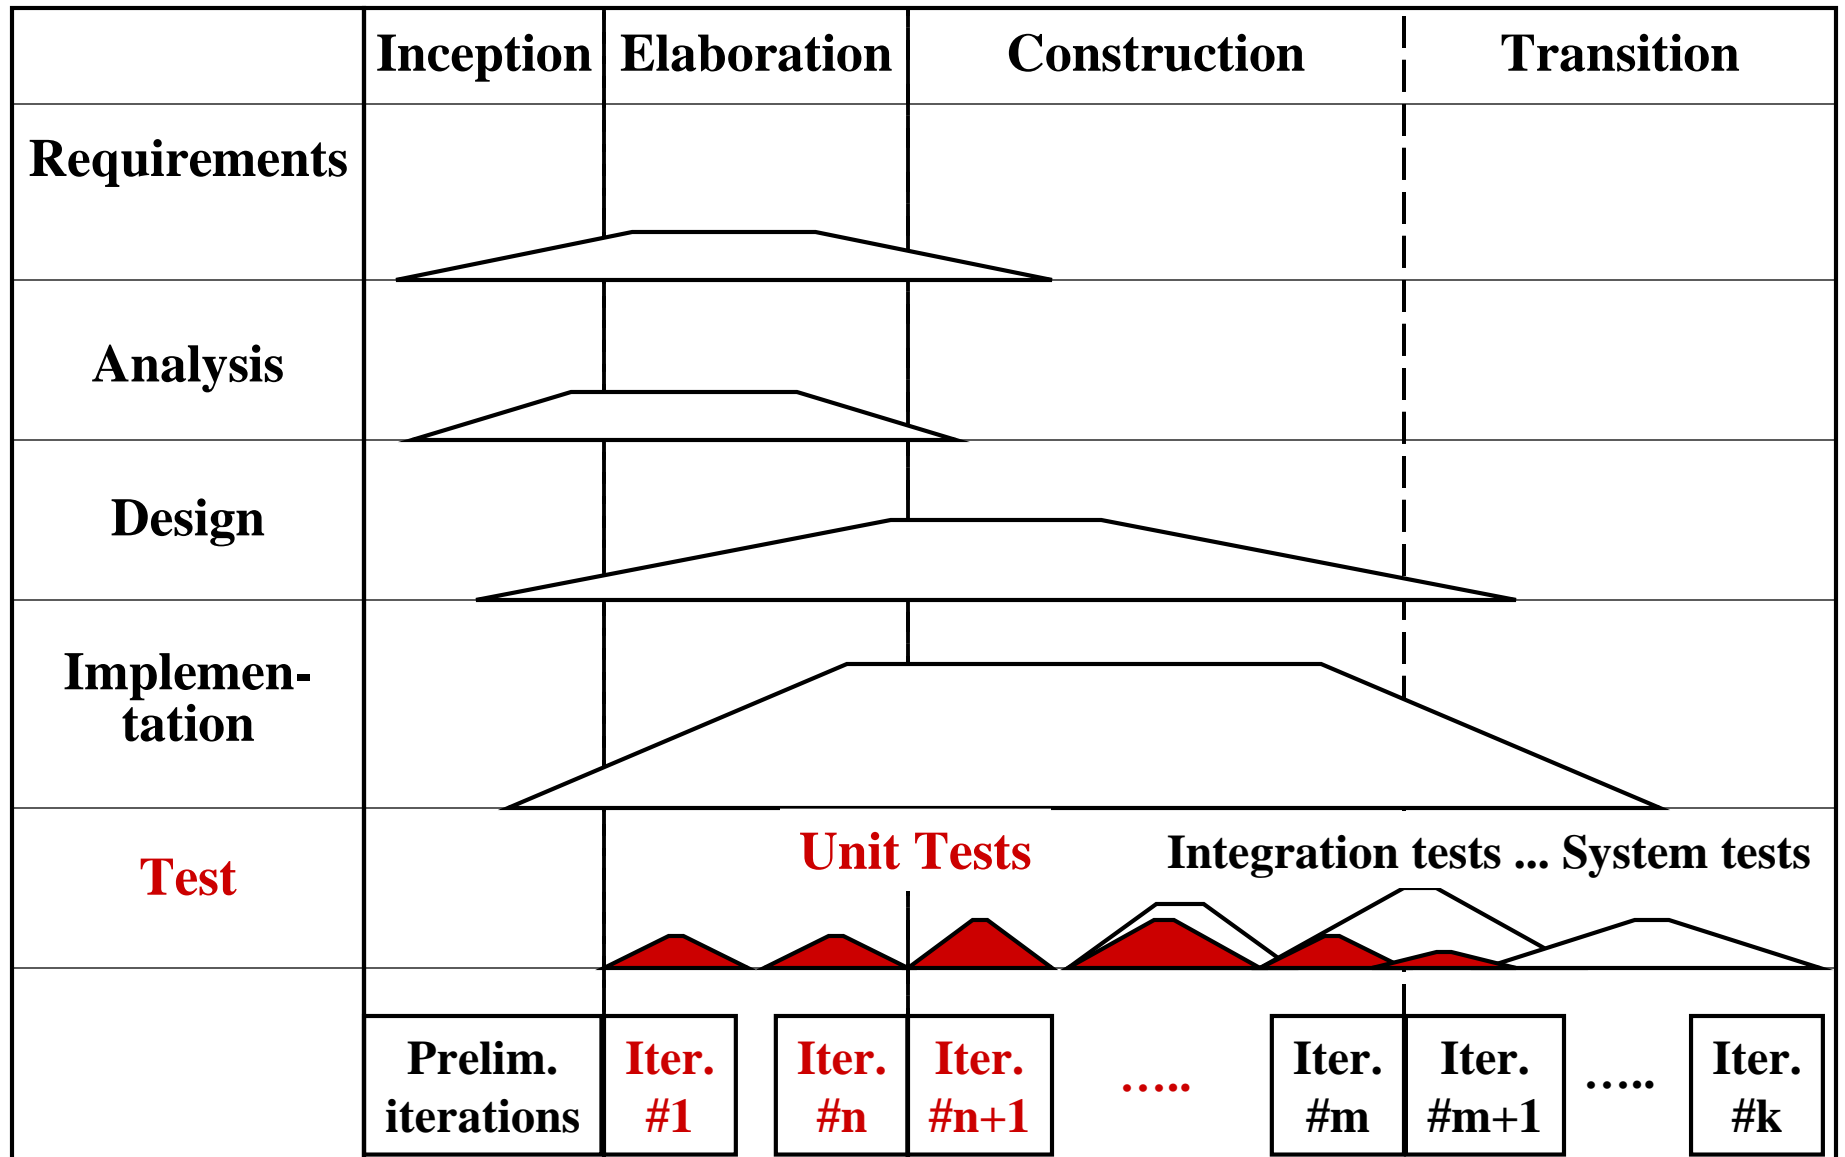 Inception Elaboration Construction Transition
Requirements
Analysis
Design
Implemen-
tation
Unit Tests Integration tests ... System tests
Test
Prelim. Iter. Iter. Iter. Iter. Iter. Iter.
iterations #1 #n #n+1 ….. #m #m+1 ….. #k